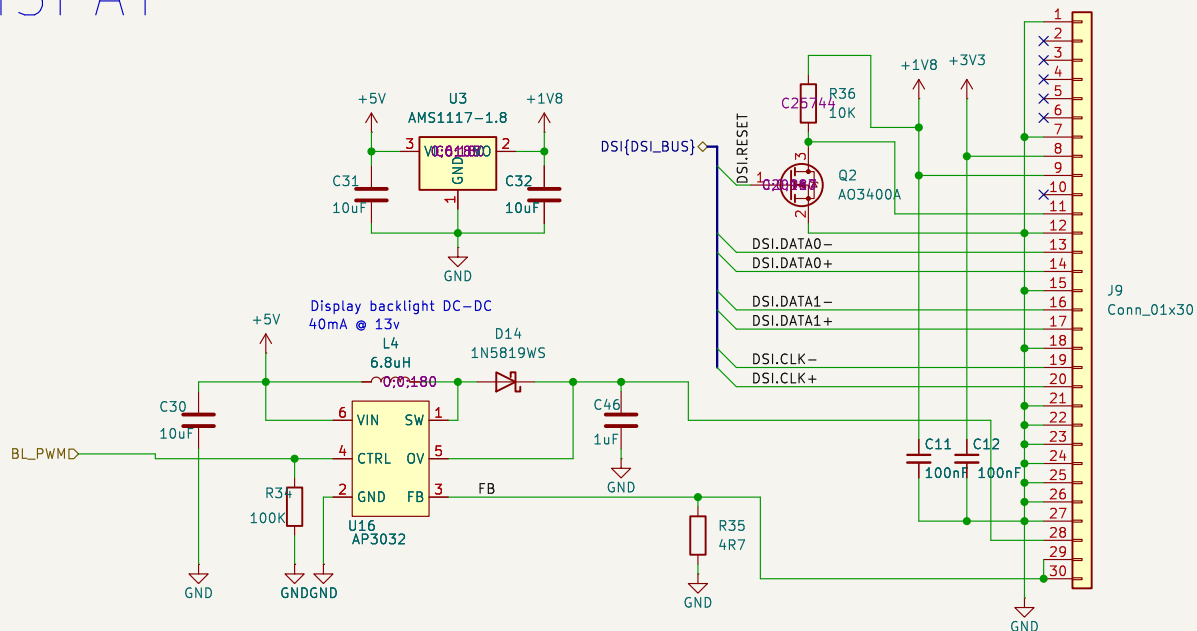 +5V
U3
AMS1117-1.8
+1V8
3
2
GND
1
C31
10uF
C32
10uF
GND
DSI{DSI_BUS}
DSI.RESET
C25744
R36
10K
+1V8
+3V3
3
1
2
Q2
AO3400A
DSI.DATA0-
DSI.DATA0+
DSI.DATA1-
DSI.DATA1+
DSI.CLK-
DSI.CLK+
1
2
3
4
5
6
7
8
9
10
11
12
13
14
15
16
17
18
19
20
21
22
23
24
25
26
27
28
29
30
J9
Conn_01x30
C11
100nF
C12
100nF
GND
Display backlight DC-DC
40mA @ 13v
+5V
L4
6.8uH
0;0;180
D14
1N5819WS
C30
10uF
6 VIN SW 1
4 CTRL OV 5
2 GND FB 3
U16
AP3032
BL_PWM
R34
100K
C46
1uF
GND
FB
R35
4R7
GND
GND
GND
GND